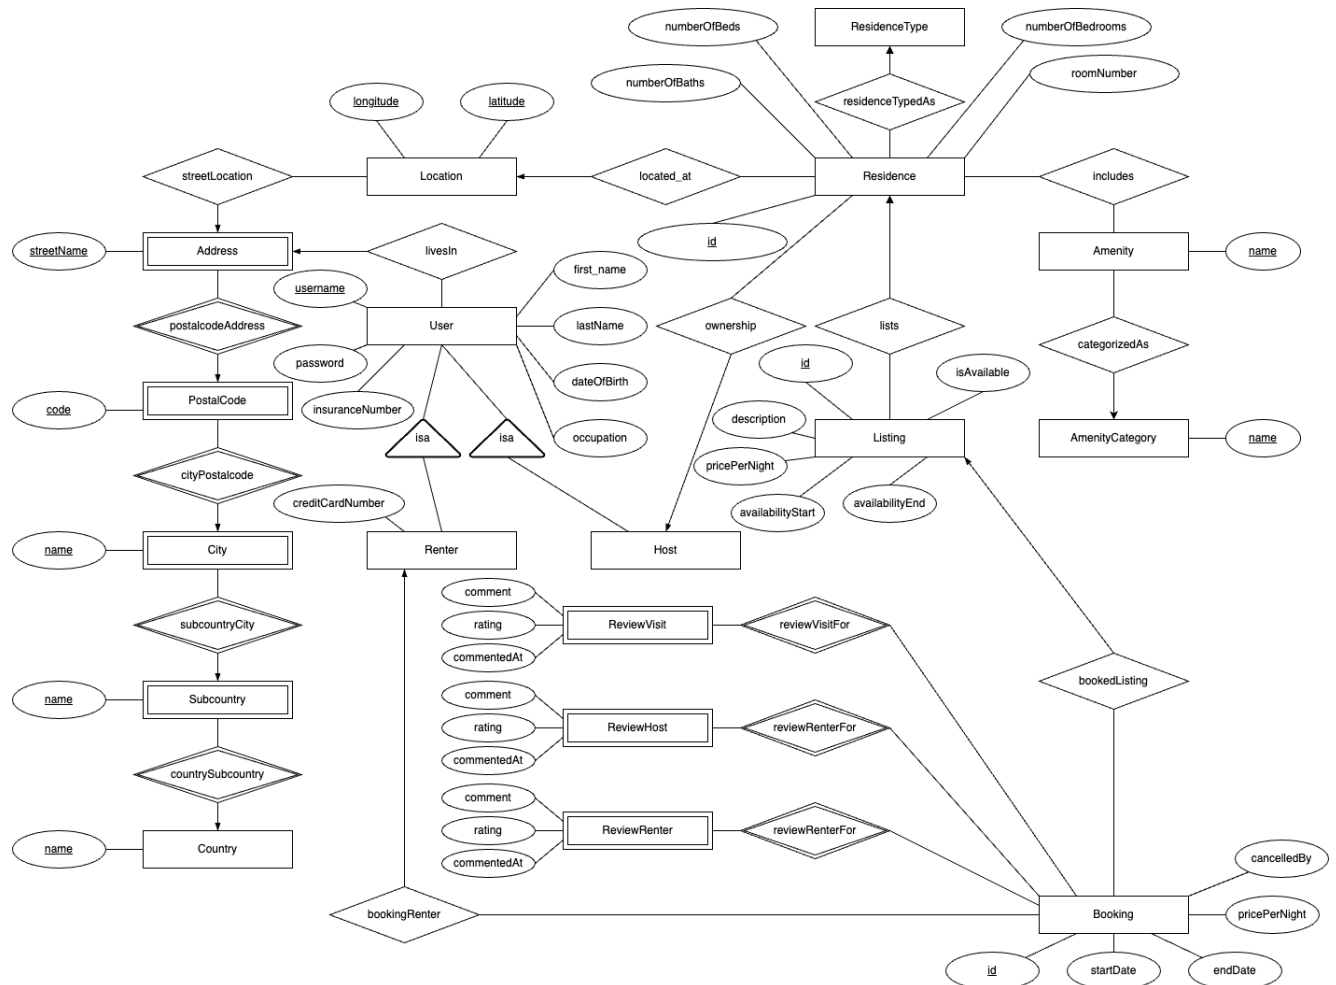 numberOfBeds
ResidenceType
numberOfBedrooms
numberOfBaths
roomNumber
longitude
latitude
residenceTypedAs
streetLocation
Location
located_at
Residence
includes
streetName
Address
livesIn
id
Amenity
name
first_name
username
postalcodeAddress
User
lastName
ownership
lists
categorizedAs
password
id
isAvailable
dateOfBirth
code
PostalCode
insuranceNumber
description
isa
isa
occupation
Listing
AmenityCategory
name
cityPostalcode
pricePerNight
creditCardNumber
availabilityStart
availabilityEnd
name
City
Renter
Host
comment
subcountryCity
rating
ReviewVisit
reviewVisitFor
commentedAt
bookedListing
name
Subcountry
comment
rating
ReviewHost
reviewRenterFor
commentedAt
countrySubcountry
comment
rating
ReviewRenter
reviewRenterFor
name
Country
commentedAt
cancelledBy
bookingRenter
Booking
pricePerNight
id
startDate
endDate